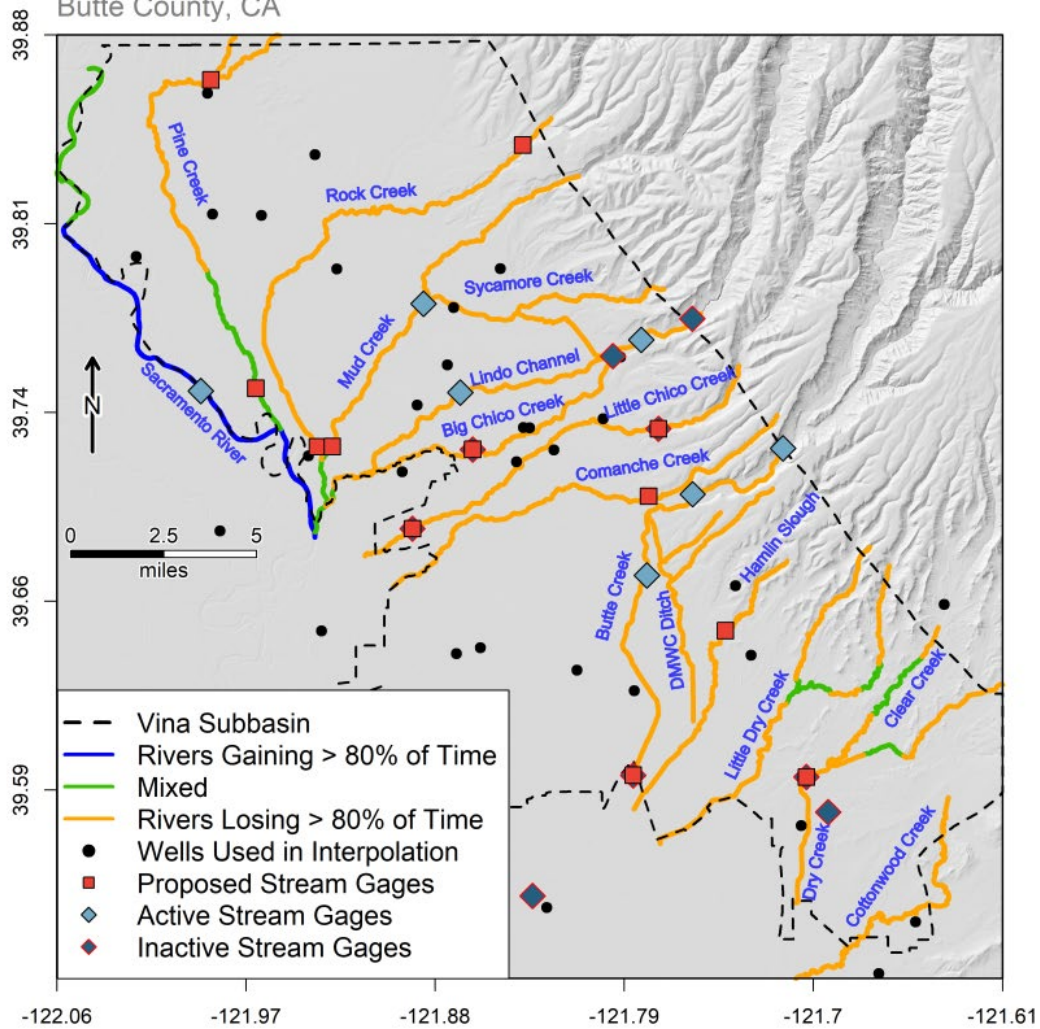 Butte County, CA
39.88
39.81
39.74
39.66
39.59
Pine Creek
Rock Creek
Sycamore Creek
Mud Creek
Lindo Channel
Big Chico Creek
Little Chico Creek
Sacramento River
N
Comanche Creek
Hamlin Slough
0 2.5 5
miles
Butte Creek
DMWC Ditch
Little Dry Creek
Clear Creek
Dry Creek
Cottonwood Creek
Vina Subbasin
Rivers Gaining > 80% of Time
Mixed
Rivers Losing > 80% of Time
Wells Used in Interpolation
Proposed Stream Gages
Active Stream Gages
Inactive Stream Gages
-122.06 -121.97 -121.88 -121.79 -121.7 -121.61